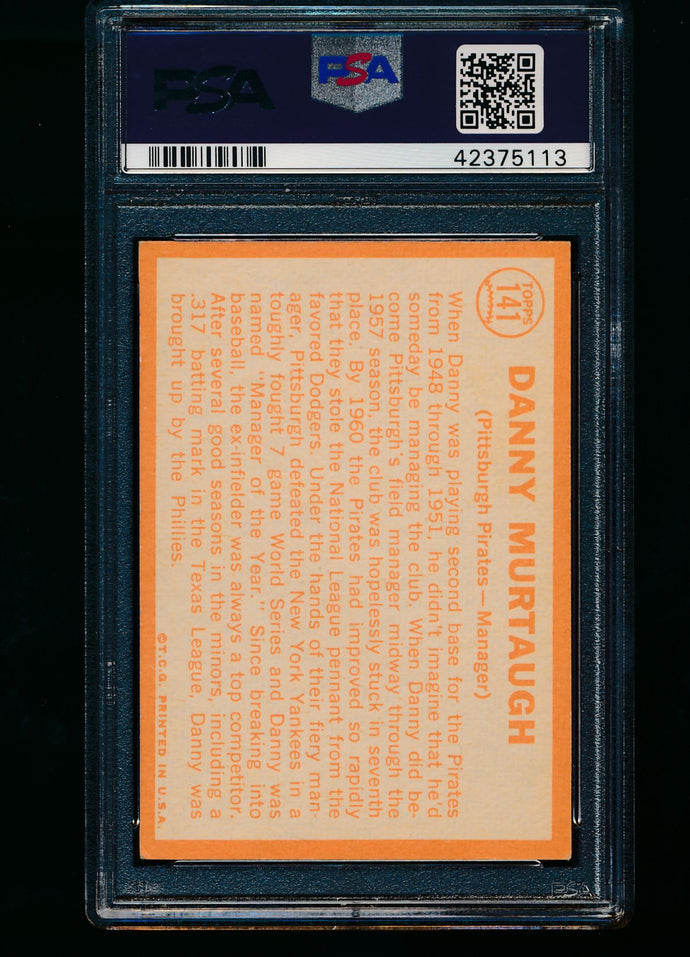 PSA
PSA
42375113
TOPPS
141
DANNY MURTAUGH
(Pittsburgh Pirates—Manager)
When Danny was playing second base for the Pirates
from 1948 through 1951, he didn't imagine that he'd
someday be managing the club. When Danny did be-
come Pittsburgh's field manager midway through the
1957 season, the club was hopelessly stuck in seventh
place. By 1960 the Pirates had improved so rapidly
that they stole the National League pennant from the
favored Dodgers. Under the hands of their fiery man-
ager, Pittsburgh defeated the New York Yankees in a
toughly fought 7 game World Series and Danny was
named "Manager of the Year." Since breaking into
baseball, the ex-infielder was always a top competitor.
After several good seasons in the minors, including a
.317 batting mark in the Texas League, Danny was
brought up by the Phillies.
©T.C.G. PRINTED IN U.S.A.
PSA